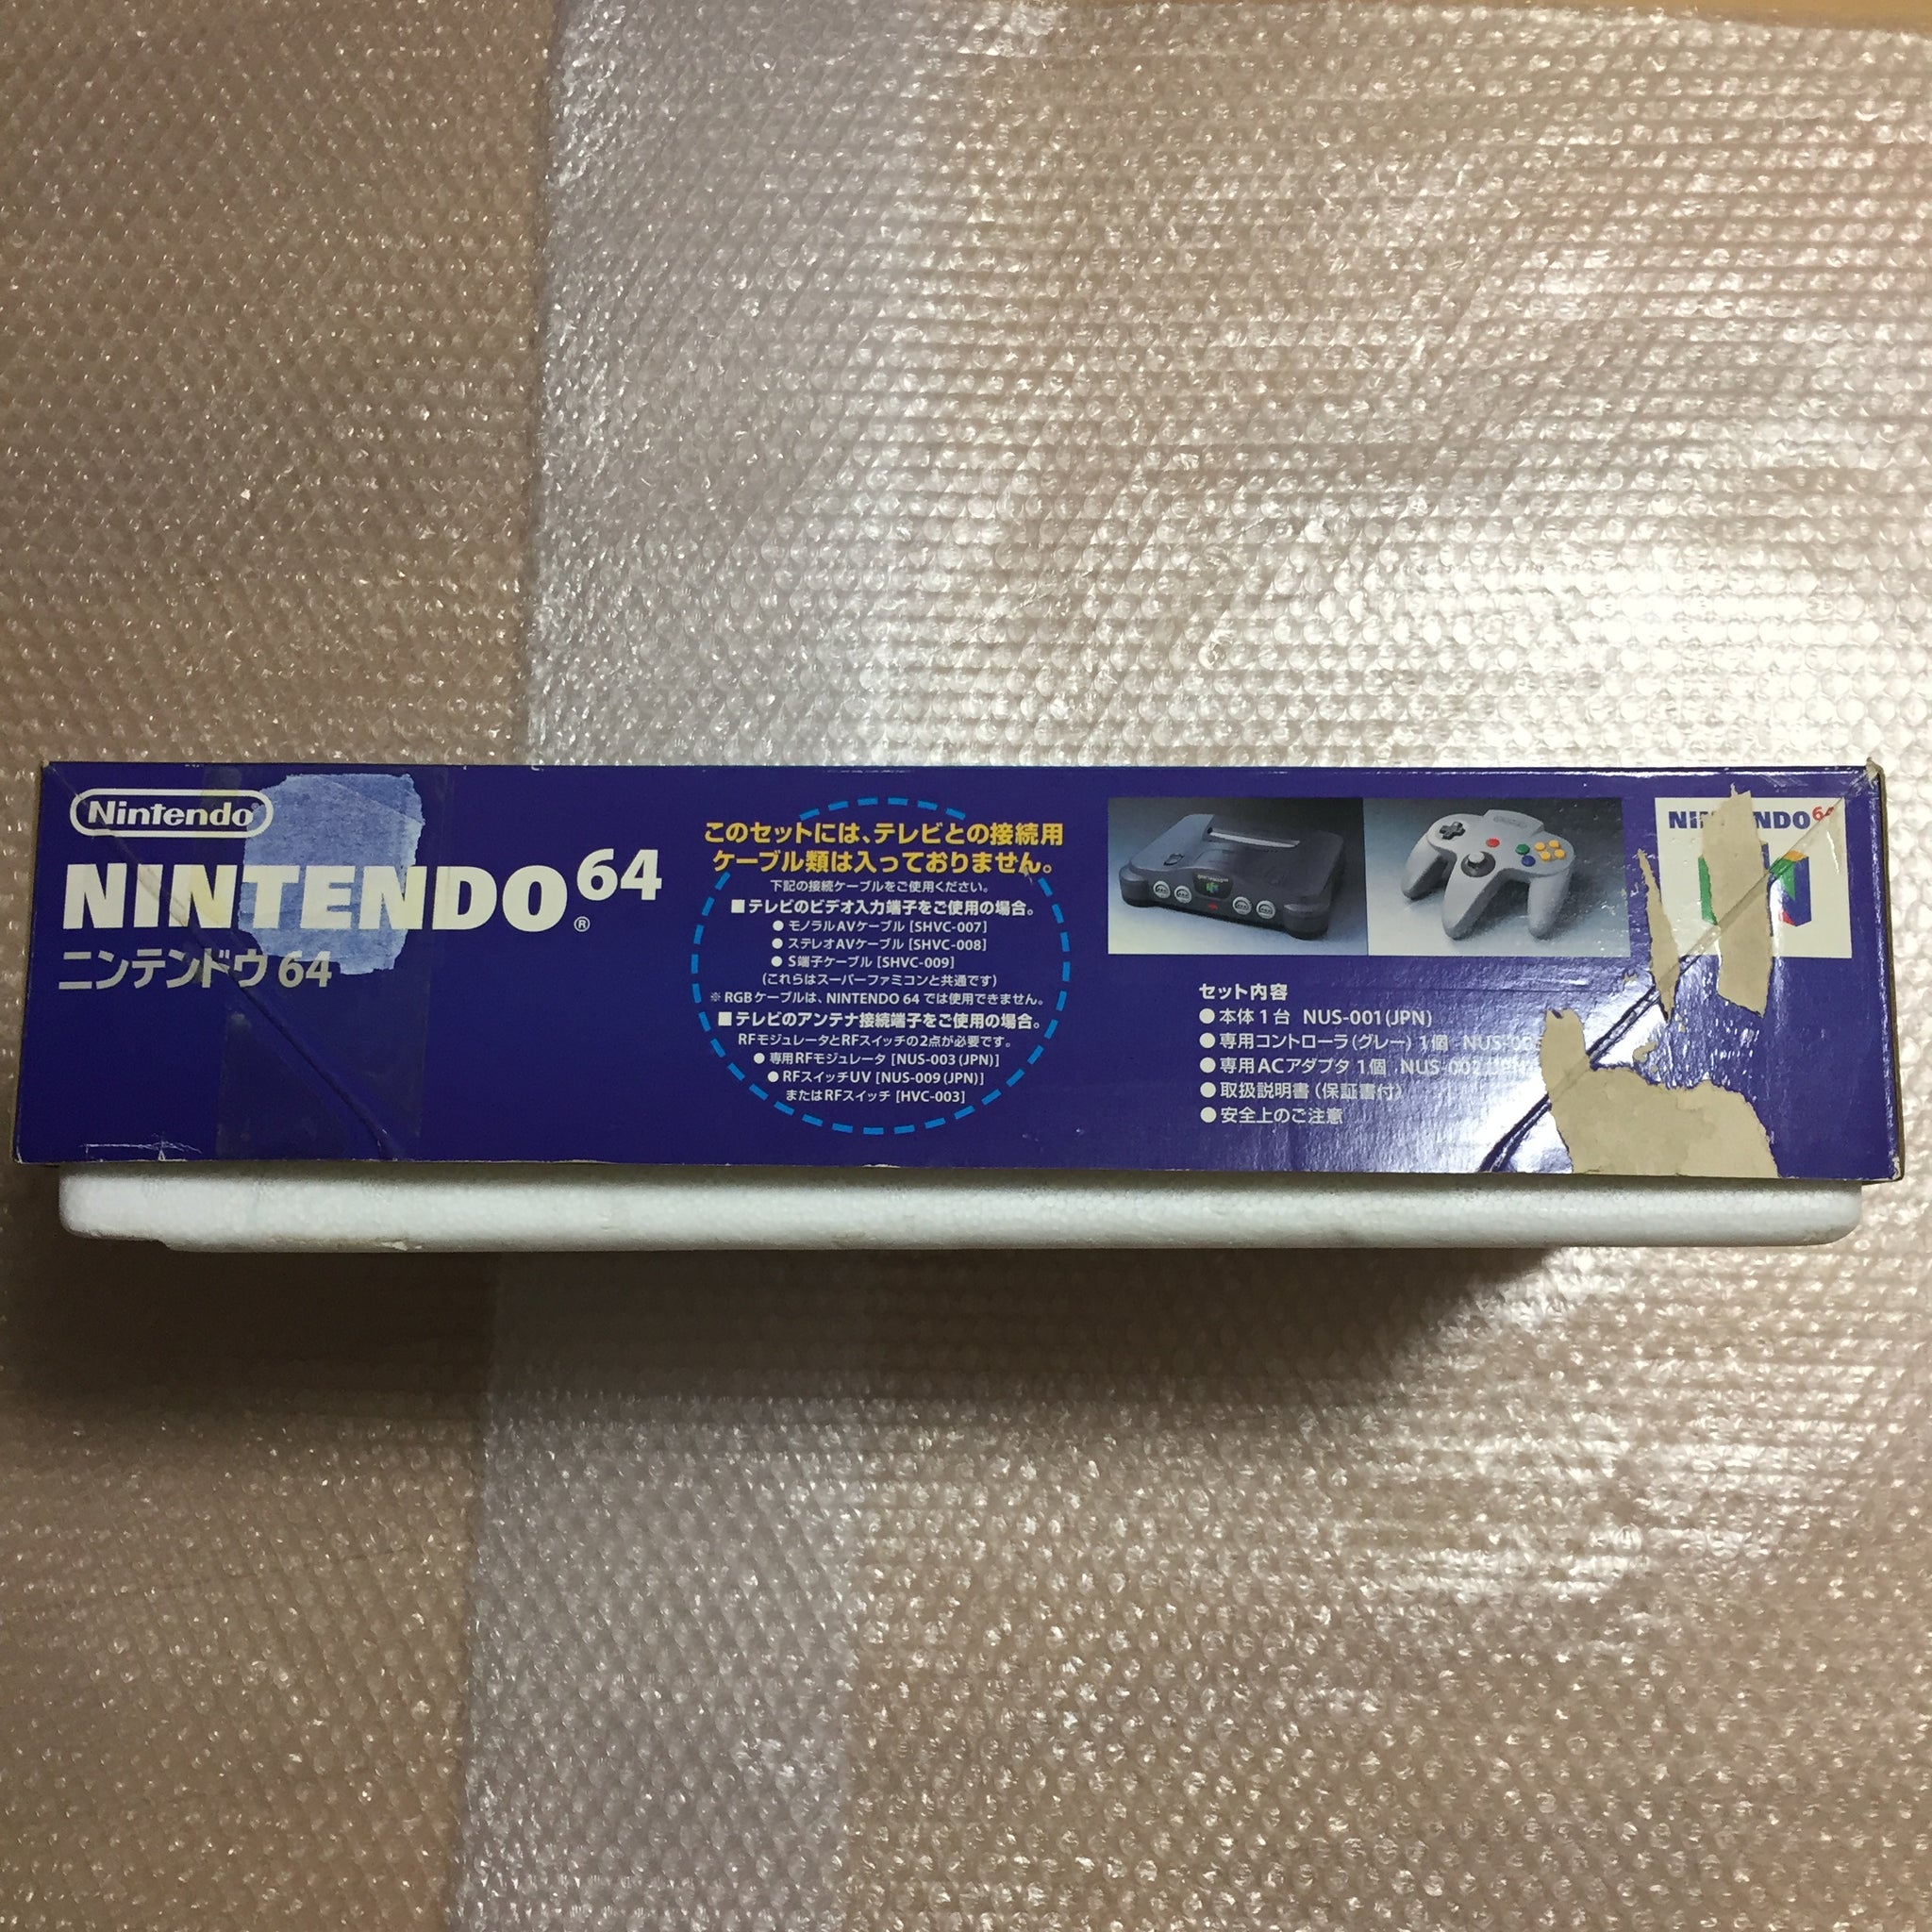 Nintendo®
NINTENDO®64
ニンテンドウ64
このセットには、テレビとの接続用
ケーブル類は入っておりません。
下記の接続ケーブルをご使用ください。
■テレビのビデオ入力端子をご使用の場合。
●モノラルAVケーブル[SHVC-007]
●ステレオAVケーブル[SHVC-008]
●S端子ケーブル[SHVC-009]
(これらはスーパーファミコンと共通です)
※RGBケーブルは、NINTENDO 64では使用できません。
■テレビのアンテナ接続端子をご使用の場合。
RFモジュレータとRFスイッチの2点が必要です。
●専用RFモジュレータ[NUS-003(JPN)]
●RFスイッチUV[NUS-009(JPN)]
またはRFスイッチ[HVC-003]
セット内容
●本体1台 NUS-001(JPN)
●専用コントローラ(グレー)1個
●専用ACアダプタ1個 NUS-002(JPN)
●取扱説明書(保証書付)
●安全上のご注意